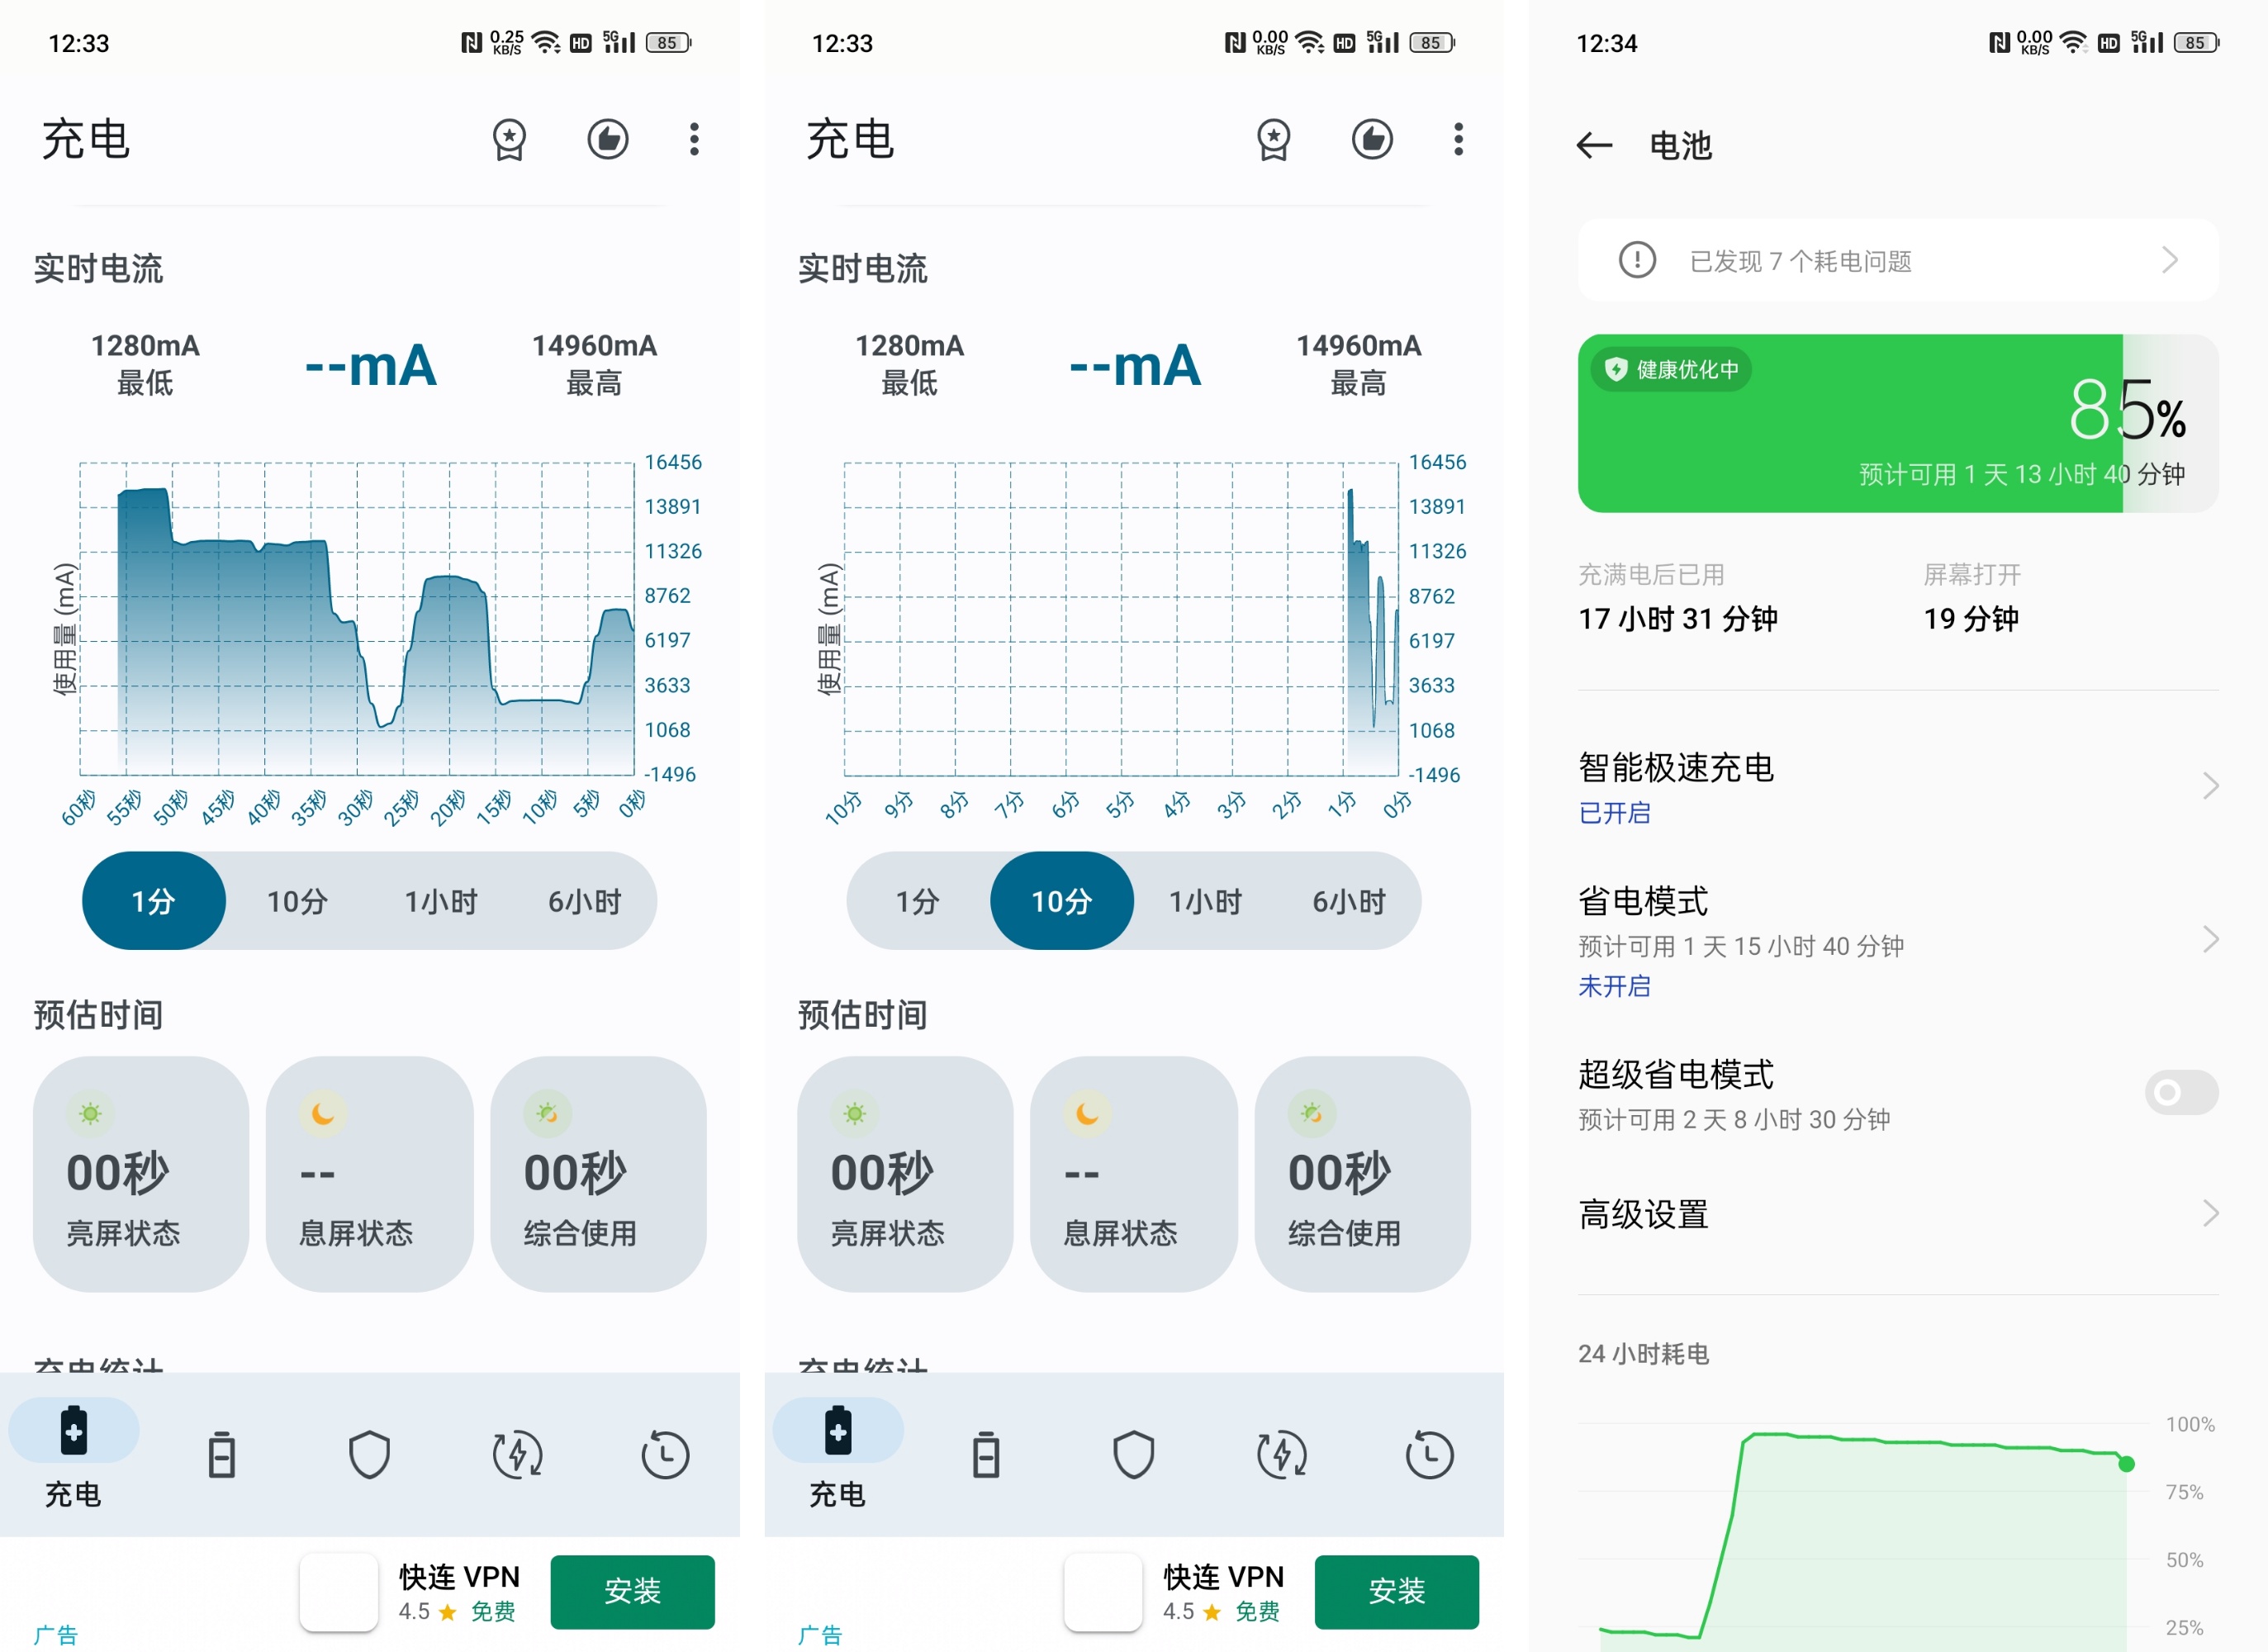 12:33
0.25
KB/S
HD
5G
85
充电
实时电流
1280mA
最低
--mA
14960mA
最高
使用量 (mA)
16456
13891
11326
8762
6197
3633
1068
-1496
60秒
55秒
50秒
45秒
40秒
35秒
30秒
25秒
20秒
15秒
10秒
5秒
0秒
1分
10分
1小时
6小时
预估时间
00秒
亮屏状态
--
息屏状态
00秒
综合使用
充电统计
充电
快连 VPN
4.5 ★ 免费
安装
广告
12:33
0.00
KB/S
HD
5G
85
充电
实时电流
1280mA
最低
--mA
14960mA
最高
使用量 (mA)
16456
13891
11326
8762
6197
3633
1068
-1496
10分
9分
8分
7分
6分
5分
4分
3分
2分
1分
0分
1分
10分
1小时
6小时
预估时间
00秒
亮屏状态
--
息屏状态
00秒
综合使用
充电统计
充电
快连 VPN
4.5 ★ 免费
安装
广告
12:34
0.00
KB/S
HD
5G
85
电池
已发现 7 个耗电问题
健康优化中
85%
预计可用 1 天 13 小时 40 分钟
充满电后已用
17 小时 31 分钟
屏幕打开
19 分钟
智能极速充电
已开启
省电模式
预计可用 1 天 15 小时 40 分钟
未开启
超级省电模式
预计可用 2 天 8 小时 30 分钟
高级设置
24 小时耗电
100%
75%
50%
25%